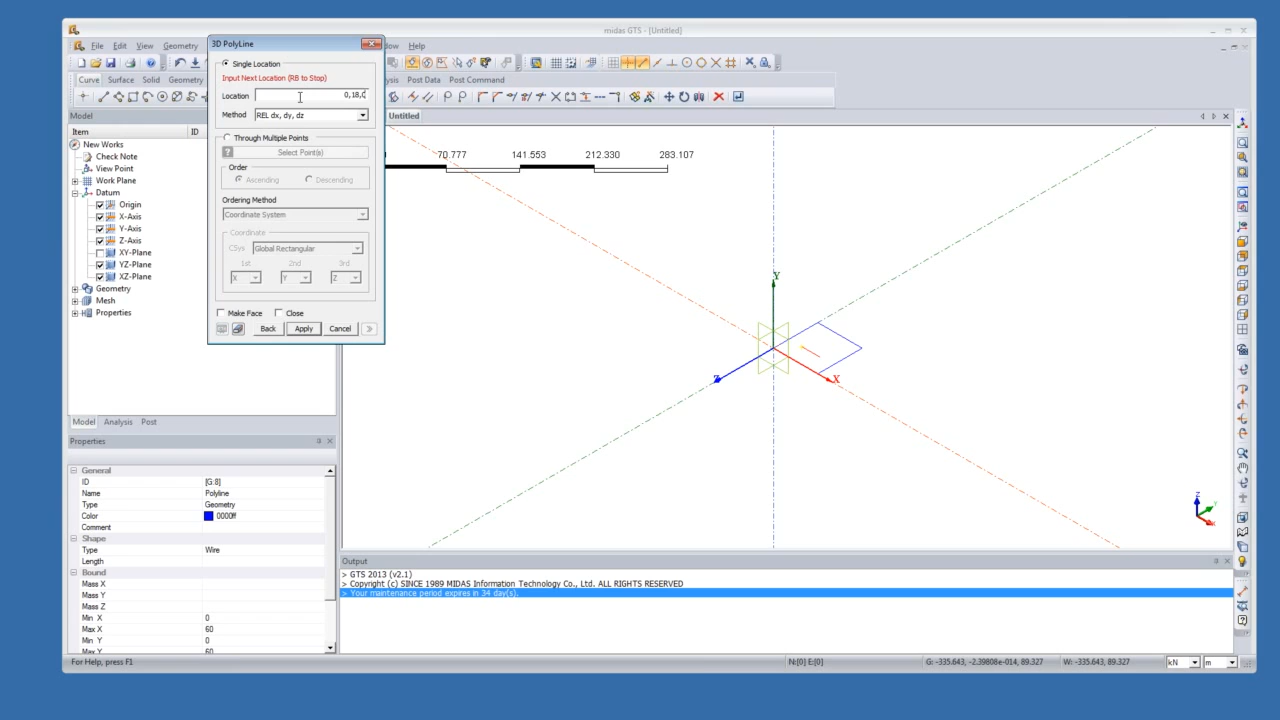 midas GTS - [Untitled]
File Edit View Geometry
dow Help
3D PolyLine
Single Location
Input Next Location (RB to Stop)
Location 0,18,0
Method REL dx, dy, dz
Through Multiple Points
Select Point(s)
Order
Ascending Descending
Ordering Method
Coordinate System
Coordinate
CSys Global Rectangular
1st 2nd 3rd
X Y Z
Make Face Close
Back Apply Cancel
Curve Surface Solid Geometry
sis Post Data Post Command
Model
Item ID
New Works
Check Note
View Point
Work Plane
Datum
Origin
X-Axis
Y-Axis
Z-Axis
XY-Plane
YZ-Plane
XZ-Plane
Geometry
Mesh
Properties
Model Analysis Post
Properties
General
ID [G:8]
Name Polyline
Type Geometry
Color 0000ff
Comment
Shape
Type Wire
Length
Bound
Mass X
Mass Y
Mass Z
Min X 0
Max X 60
Min Y 0
Max Y 60
Untitled
70.777 141.553 212.330 283.107
Y
Z
X
Output
> GTS 2013 (v2.1)
> Copyright (c) SINCE 1989 MIDAS Information Technology Co., Ltd. ALL RIGHTS RESERVED
> Your maintenance period expires in 34 day(s).
For Help, press F1
N:[0] E:[0]
G: -335.643, -2.39808e-014, 89.327
W: -335.643, 89.327
kN
m